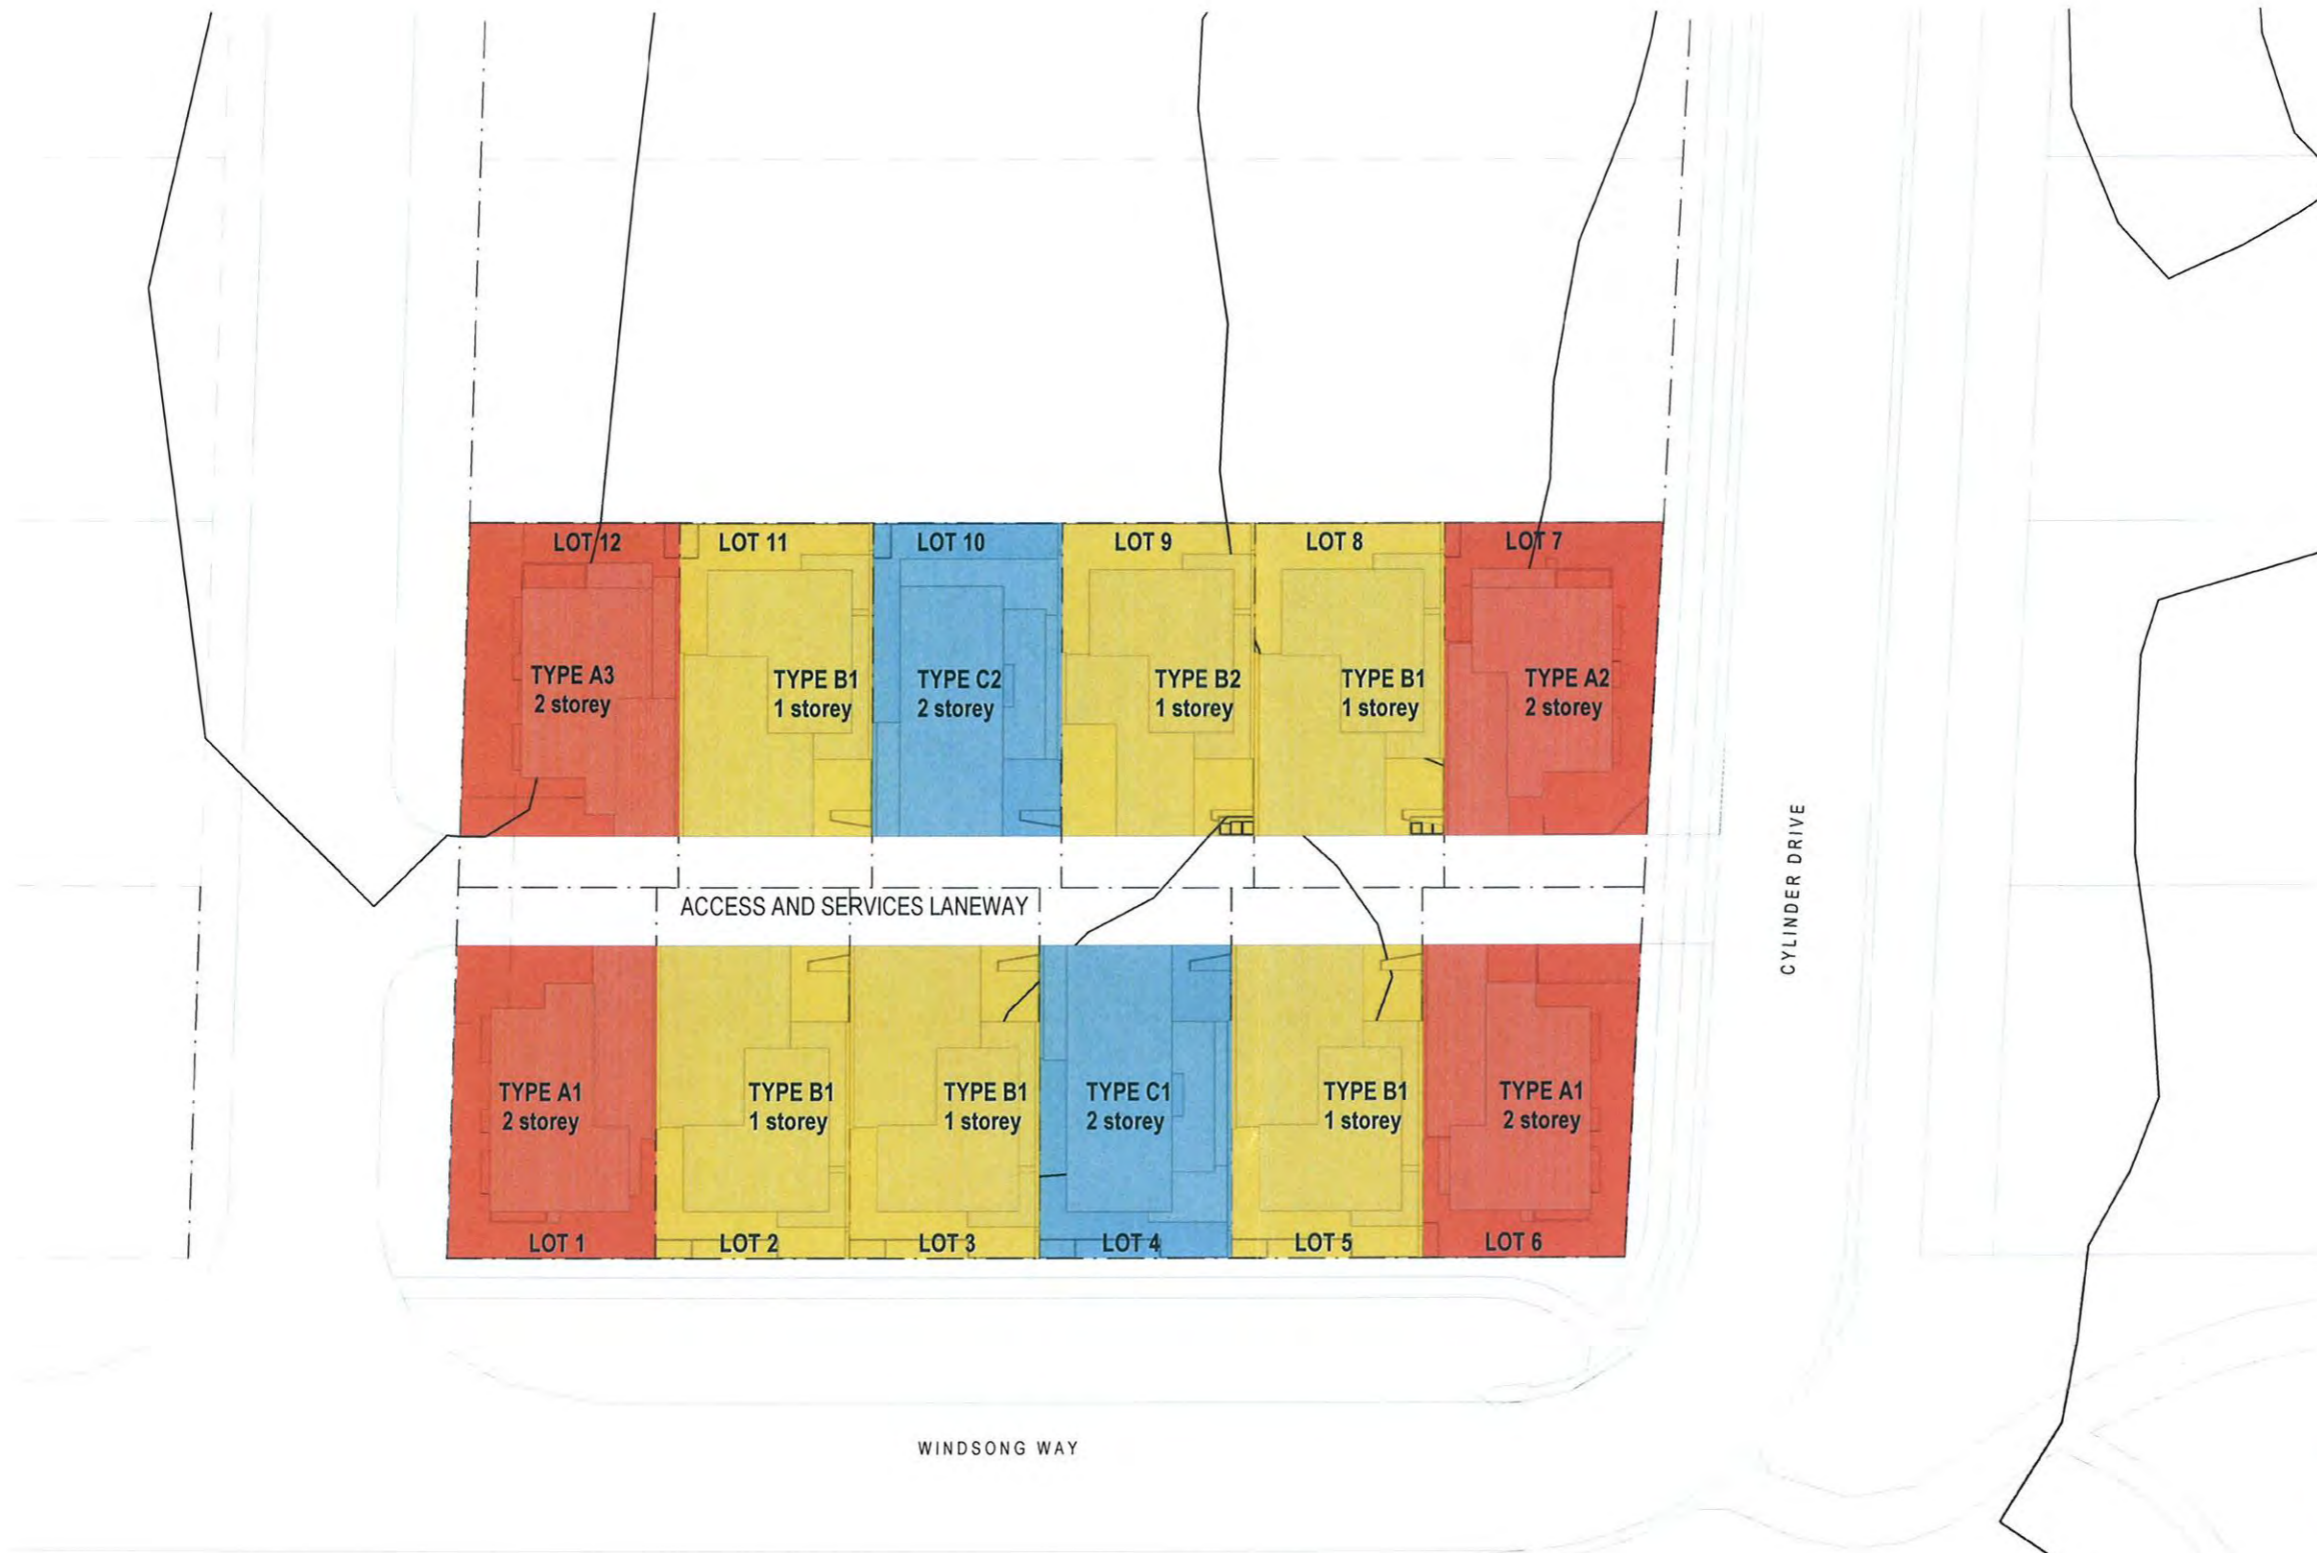 LOT 12
LOT 11
LOT 10
LOT 9
LOT 8
LOT 7
TYPE A3
2 storey
TYPE B1
1 storey
TYPE C2
2 storey
TYPE B2
1 storey
TYPE B1
1 storey
TYPE A2
2 storey
ACCESS AND SERVICES LANEWAY
CYLINDER DRIVE
TYPE A1
2 storey
TYPE B1
1 storey
TYPE B1
1 storey
TYPE C1
2 storey
TYPE B1
1 storey
TYPE A1
2 storey
LOT 1
LOT 2
LOT 3
LOT 4
LOT 5
LOT 6
WINDSONG WAY